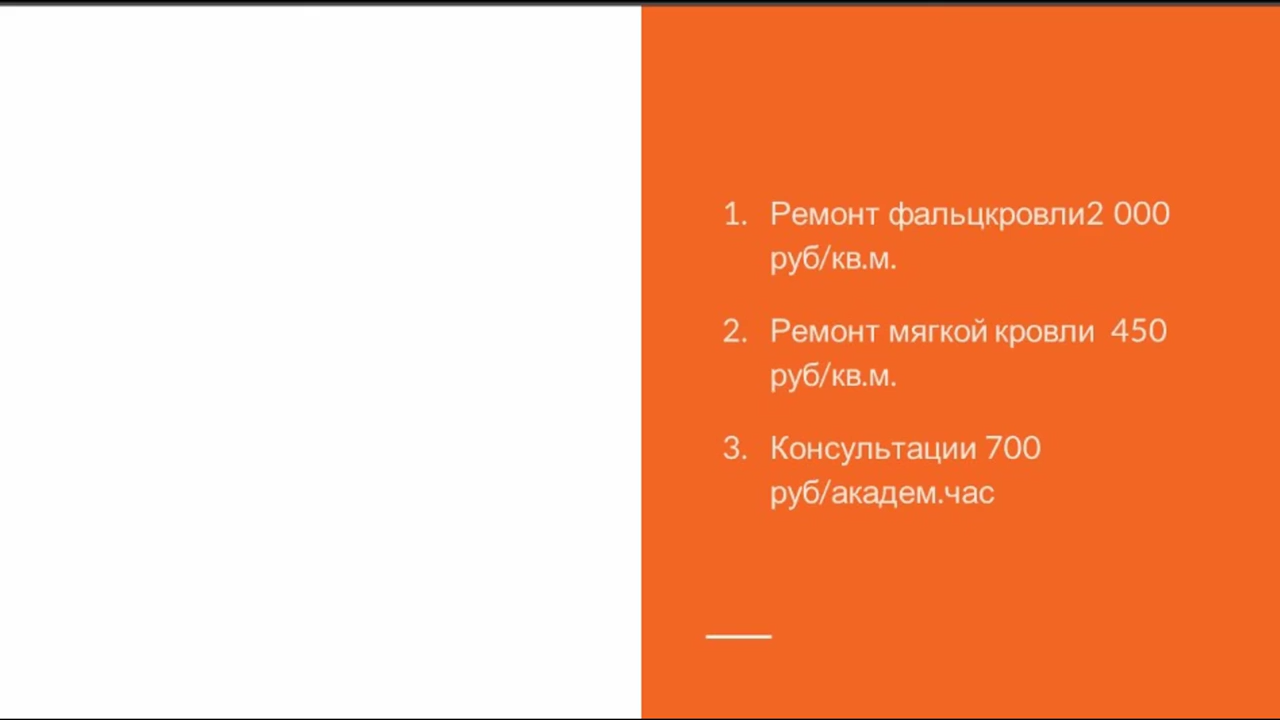 1. Ремонт фальцкровли2 000
руб/кв.м.
2. Ремонт мягкой кровли  450
руб/кв.м.
3. Консультации 700
руб/академ.час